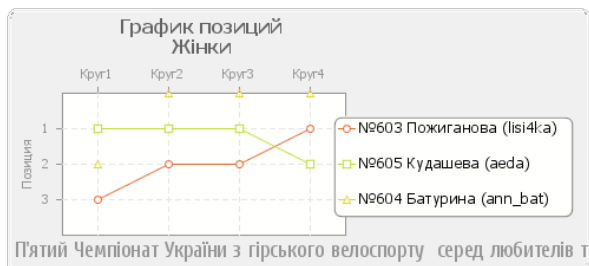 График позиций
Жінки
Круг1 Круг2 Круг3 Круг4
Позиция
1
2
3
№603 Пожиганова (lisi4ka)
№605 Кудашева (aeda)
№604 Батурина (ann_bat)
П'ятий Чемпіонат України з гірського велоспорту серед любителів т